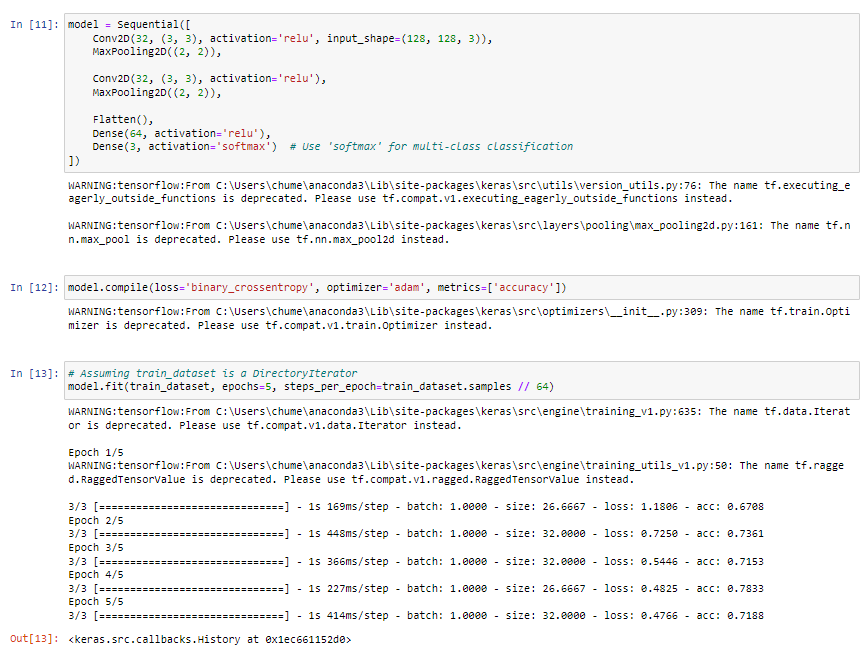 In [11]: model = Sequential([
Conv2D(32, (3, 3), activation='relu', input_shape=(128, 128, 3)),
MaxPooling2D((2, 2)),
Conv2D(32, (3, 3), activation='relu'),
MaxPooling2D((2, 2)),
Flatten(),
Dense(64, activation='relu'),
Dense(3, activation='softmax')  # Use 'softmax' for multi-class classification
])
WARNING:tensorflow:From C:\Users\chume\anaconda3\Lib\site-packages\keras\src\utils\version_utils.py:76: The name tf.executing_e
agerly_outside_functions is deprecated. Please use tf.compat.v1.executing_eagerly_outside_functions instead.
WARNING:tensorflow:From C:\Users\chume\anaconda3\Lib\site-packages\keras\src\layers\pooling\max_pooling2d.py:161: The name tf.n
n.max_pool is deprecated. Please use tf.nn.max_pool2d instead.
In [12]: model.compile(loss='binary_crossentropy', optimizer='adam', metrics=['accuracy'])
WARNING:tensorflow:From C:\Users\chume\anaconda3\Lib\site-packages\keras\src\optimizers\__init__.py:309: The name tf.train.Opti
mizer is deprecated. Please use tf.compat.v1.train.Optimizer instead.
In [13]: # Assuming train_dataset is a DirectoryIterator
model.fit(train_dataset, epochs=5, steps_per_epoch=train_dataset.samples // 64)
WARNING:tensorflow:From C:\Users\chume\anaconda3\Lib\site-packages\keras\src\engine\training_v1.py:635: The name tf.data.Iterat
or is deprecated. Please use tf.compat.v1.data.Iterator instead.
Epoch 1/5
WARNING:tensorflow:From C:\Users\chume\anaconda3\Lib\site-packages\keras\src\engine\training_utils_v1.py:50: The name tf.ragge
d.RaggedTensorValue is deprecated. Please use tf.compat.v1.ragged.RaggedTensorValue instead.
3/3 [==============================] - 1s 169ms/step - batch: 1.0000 - size: 26.6667 - loss: 1.1806 - acc: 0.6708
Epoch 2/5
3/3 [==============================] - 1s 448ms/step - batch: 1.0000 - size: 32.0000 - loss: 0.7250 - acc: 0.7361
Epoch 3/5
3/3 [==============================] - 1s 366ms/step - batch: 1.0000 - size: 32.0000 - loss: 0.5446 - acc: 0.7153
Epoch 4/5
3/3 [==============================] - 1s 227ms/step - batch: 1.0000 - size: 26.6667 - loss: 0.4825 - acc: 0.7833
Epoch 5/5
3/3 [==============================] - 1s 414ms/step - batch: 1.0000 - size: 32.0000 - loss: 0.4766 - acc: 0.7188
Out[13]: <keras.src.callbacks.History at 0x1ec661152d0>